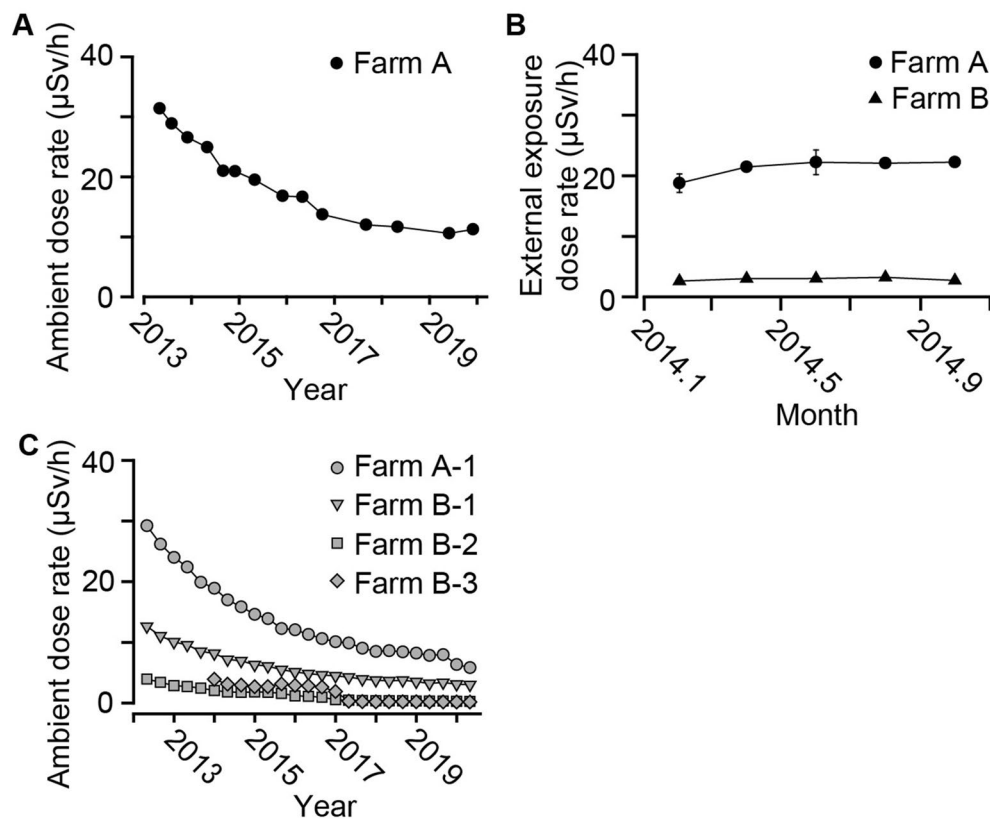 A
Ambient dose rate (µSv/h)
40
20
0
Farm A
2013
2015
2017
2019
Year
B
External exposure
dose rate (µSv/h)
40
20
0
Farm A
Farm B
2014.1
2014.5
2014.9
Month
C
Ambient dose rate (µSv/h)
40
20
0
Farm A-1
Farm B-1
Farm B-2
Farm B-3
2013
2015
2017
2019
Year